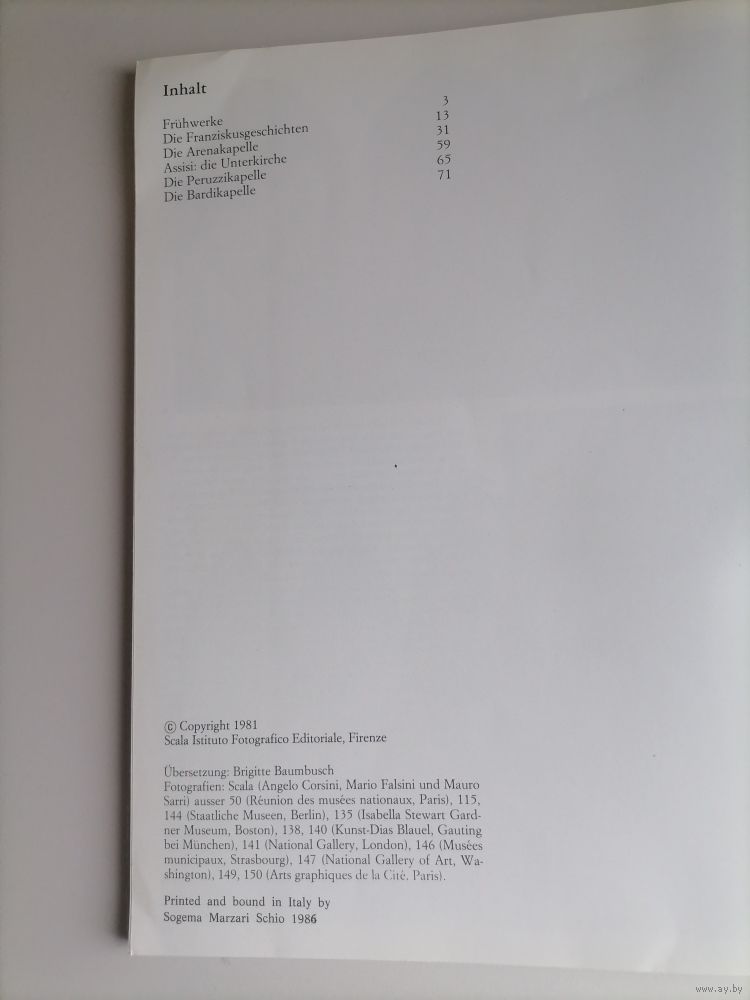 Inhalt
Frühwerke 3
Die Franziskusgeschichten 13
Die Arenakapelle 31
Assisi: die Unterkirche 59
Die Peruzzikapelle 65
Die Bardikapelle 71
© Copyright 1981
Scala Istituto Fotografico Editoriale, Firenze
Übersetzung: Brigitte Baumbusch
Fotografien: Scala (Angelo Corsini, Mario Falsini und Mauro
Sarri) ausser 50 (Réunion des musées nationaux, Paris), 115,
144 (Staatliche Museen, Berlin), 135 (Isabella Stewart Gard-
ner Museum, Boston), 138, 140 (Kunst-Dias Blauel, Gauting
bei München), 141 (National Gallery, London), 146 (Musées
municipaux, Strasbourg), 147 (National Gallery of Art, Wa-
shington), 149, 150 (Arts graphiques de la Cité, Paris).
Printed and bound in Italy by
Sogema Marzari Schio 1986
www.ay.by